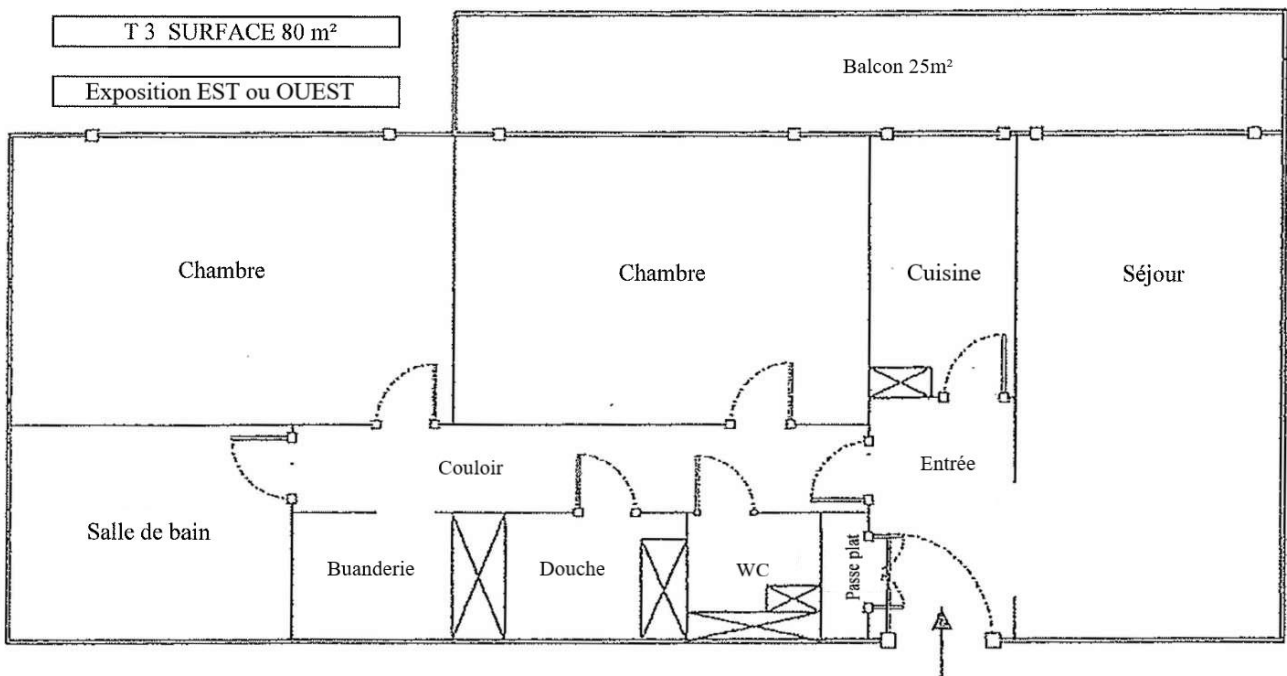 T 3 SURFACE 80 m²
Exposition EST ou OUEST
Balcon 25m²
Chambre
Chambre
Cuisine
Séjour
Couloir
Entrée
Salle de bain
Buanderie
Douche
WC
Passe plat